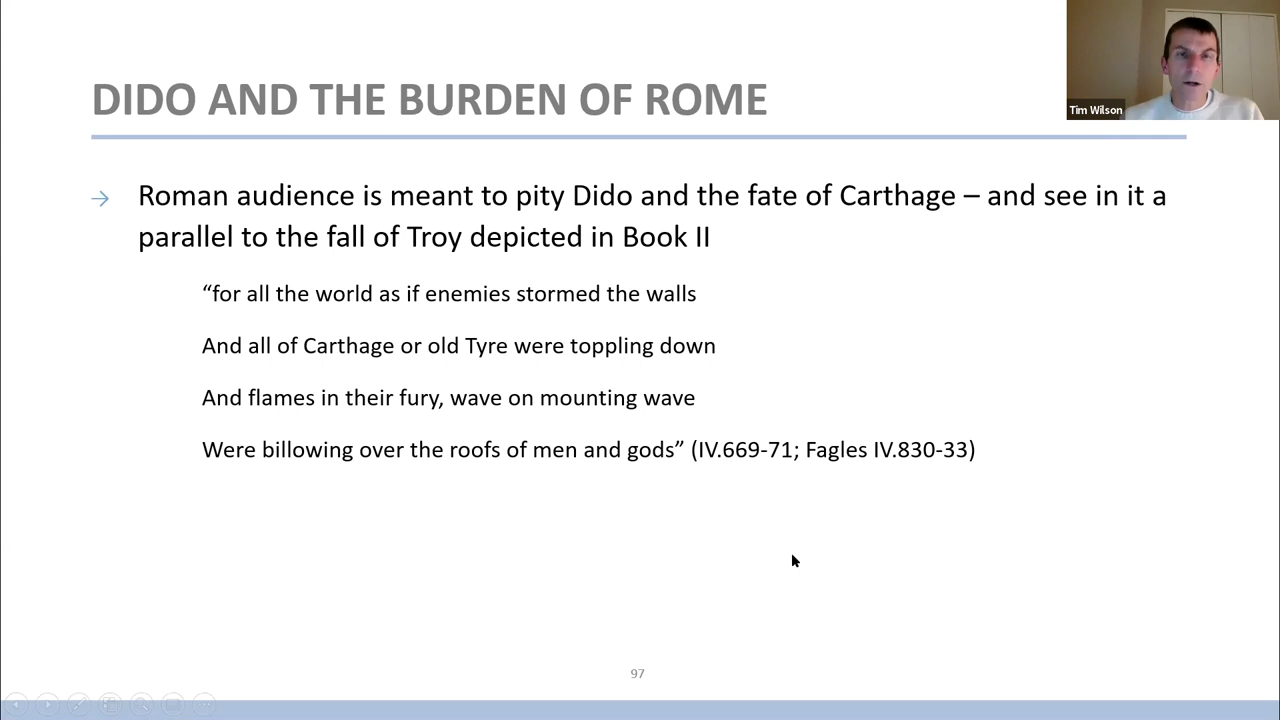 DIDO AND THE BURDEN OF ROME
Tim Wilson
→ Roman audience is meant to pity Dido and the fate of Carthage – and see in it a
parallel to the fall of Troy depicted in Book II
“for all the world as if enemies stormed the walls
And all of Carthage or old Tyre were toppling down
And flames in their fury, wave on mounting wave
Were billowing over the roofs of men and gods” (IV.669-71; Fagles IV.830-33)
97